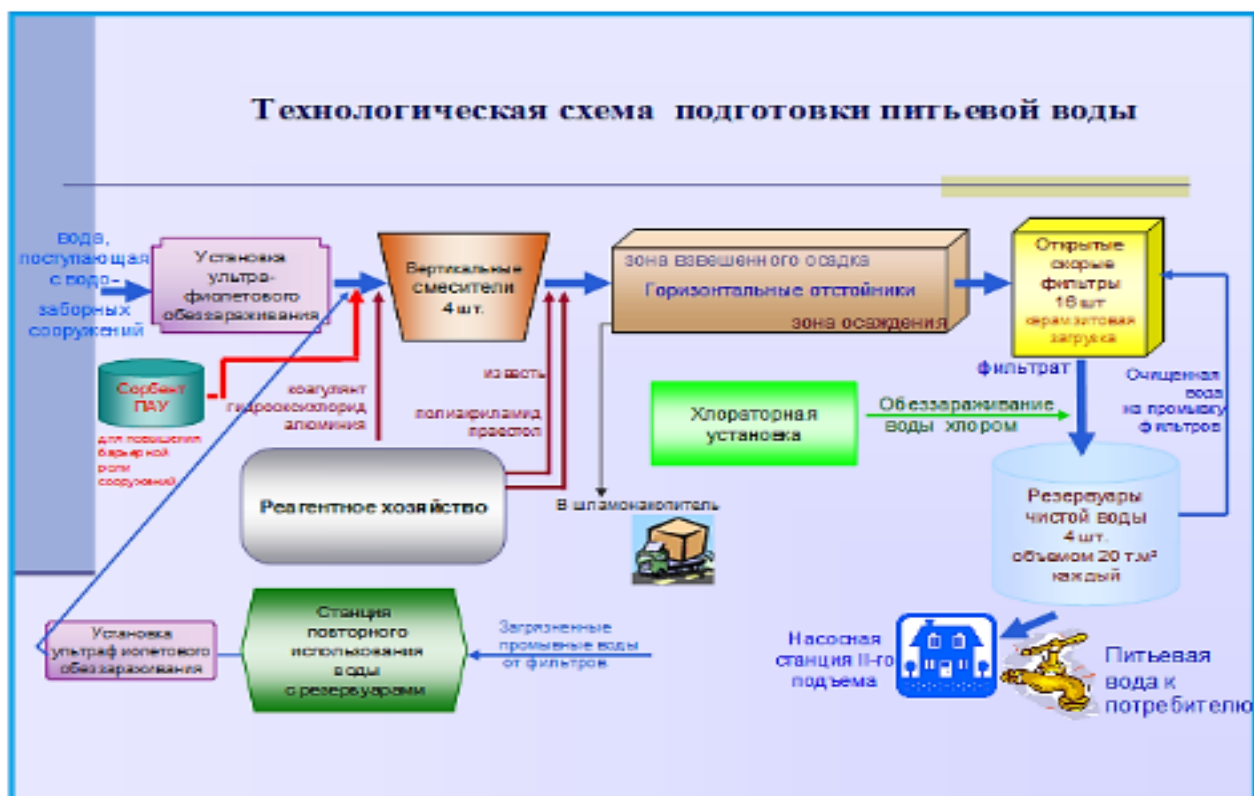 Технологическая схема подготовки питьевой воды
вода,
поступающая
с водо-
заборных
сооружений
Установка
ультра-
фиолетового
обеззараживания
Вертикальные
смесители
4 шт.
зона взвешенного осадка
Горизонтальные отстойники
зона осаждения
Открытые
скорые
фильтры
16 шт
керамзитовая
загрузка
Сорбент
ПАУ
для повышения
барьерной
роли
сооружений
коагулянт
гидрооксихлорид
алюминия
известь
полиакриламид
праестол
фильтрат
Очищенная
вода
на промывку
фильтров
Хлораторная
установка
Обеззараживание
воды хлором
Реагентное хозяйство
В шламонакопитель
Резервуары
чистой воды
4 шт.
объемом 20 т.м³
каждый
Установка
ультрафиолетового
обеззараживания
Станция
повторного
использования
воды
с резервуарами
Загрязненные
промывные воды
от фильтров
Насосная
станция II-го
подъема
Питьевая
вода к
потребителю